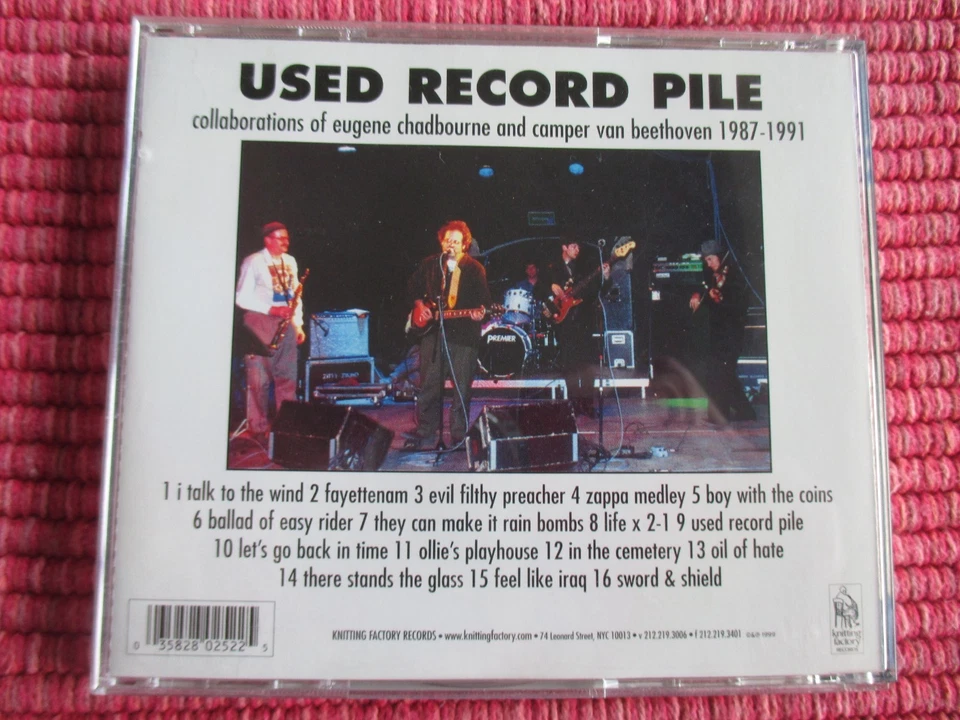 USED RECORD PILE
collaborations of eugene chadbourne and camper van beethoven 1987-1991
PREMIER
1 i talk to the wind 2 fayettenam 3 evil filthy preacher 4 zappa medley 5 boy with the coins
6 ballad of easy rider 7 they can make it rain bombs 8 life x 2-1 9 used record pile
10 let's go back in time 11 ollie's playhouse 12 in the cemetery 13 oil of hate
14 there stands the glass 15 feel like iraq 16 sword & shield
0 35828 02522 5
KNITTING FACTORY RECORDS • www.knittingfactory.com • 74 Leonard Street, NYC 10013 • v 212.219.3006 • f 212.219.3401 ©&℗ 1999
knitting
factory
RECORDS